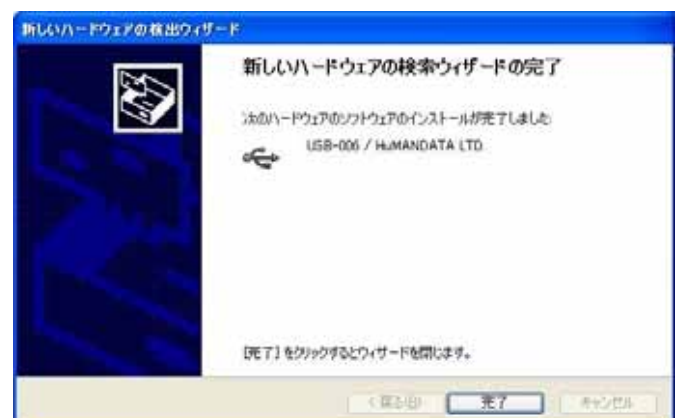 新しいハードウェアの検出ウィザード
新しいハードウェアの検索ウィザードの完了
次のハードウェアのソフトウェアのインストールが完了しました:
USB-006 / HuMANDATA LTD.
[完了] をクリックするとウィザードを閉じます。
< 戻る(B)
完了
キャンセル